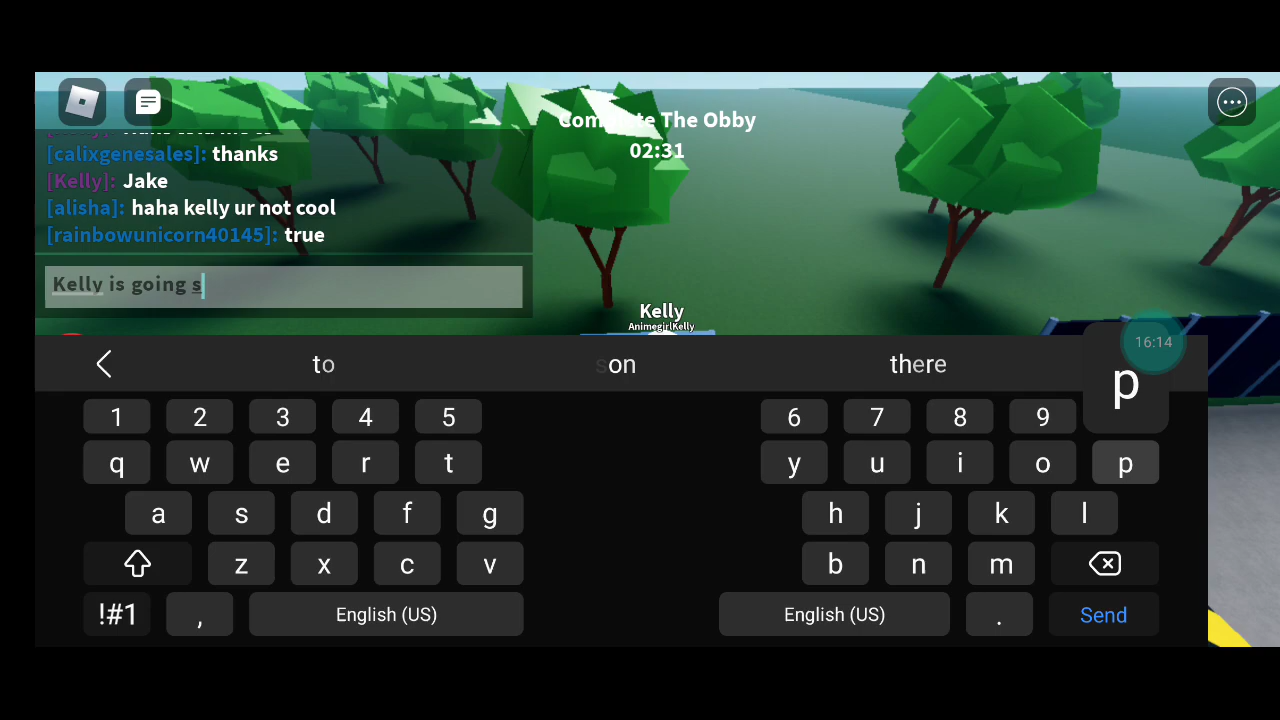 Complete The Obby
02:31
[calixgenesales]: thanks
[Kelly]: Jake
[alisha]: haha kelly ur not cool
[rainbowunicorn40145]: true
Kelly is going s
Kelly
AnimegirlKelly
to son there
16:14
p
1 2 3 4 5 6 7 8 9
q w e r t y u i o p
a s d f g h j k l
z x c v b n m
!#1 , English (US) English (US) . Send